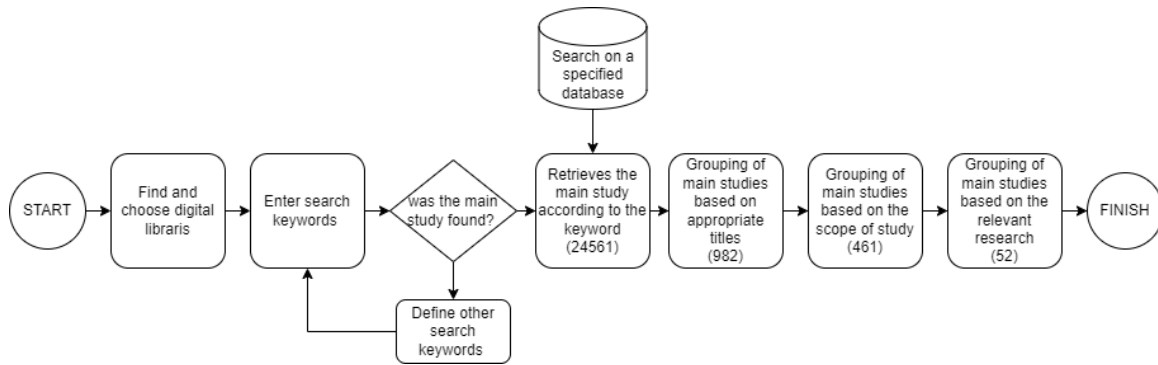 Search on a
specified
database
START
Find and
choose digital
libraris
Enter search
keywords
was the main
study found?
Retrieves the
main study
according to the
keyword
(24561)
Grouping of
main studies
based on
appropriate
titles
(982)
Grouping of
main studies
based on the
scope of study
(461)
Grouping of
main studies
based on the
relevant
research
(52)
FINISH
Define other
search
keywords